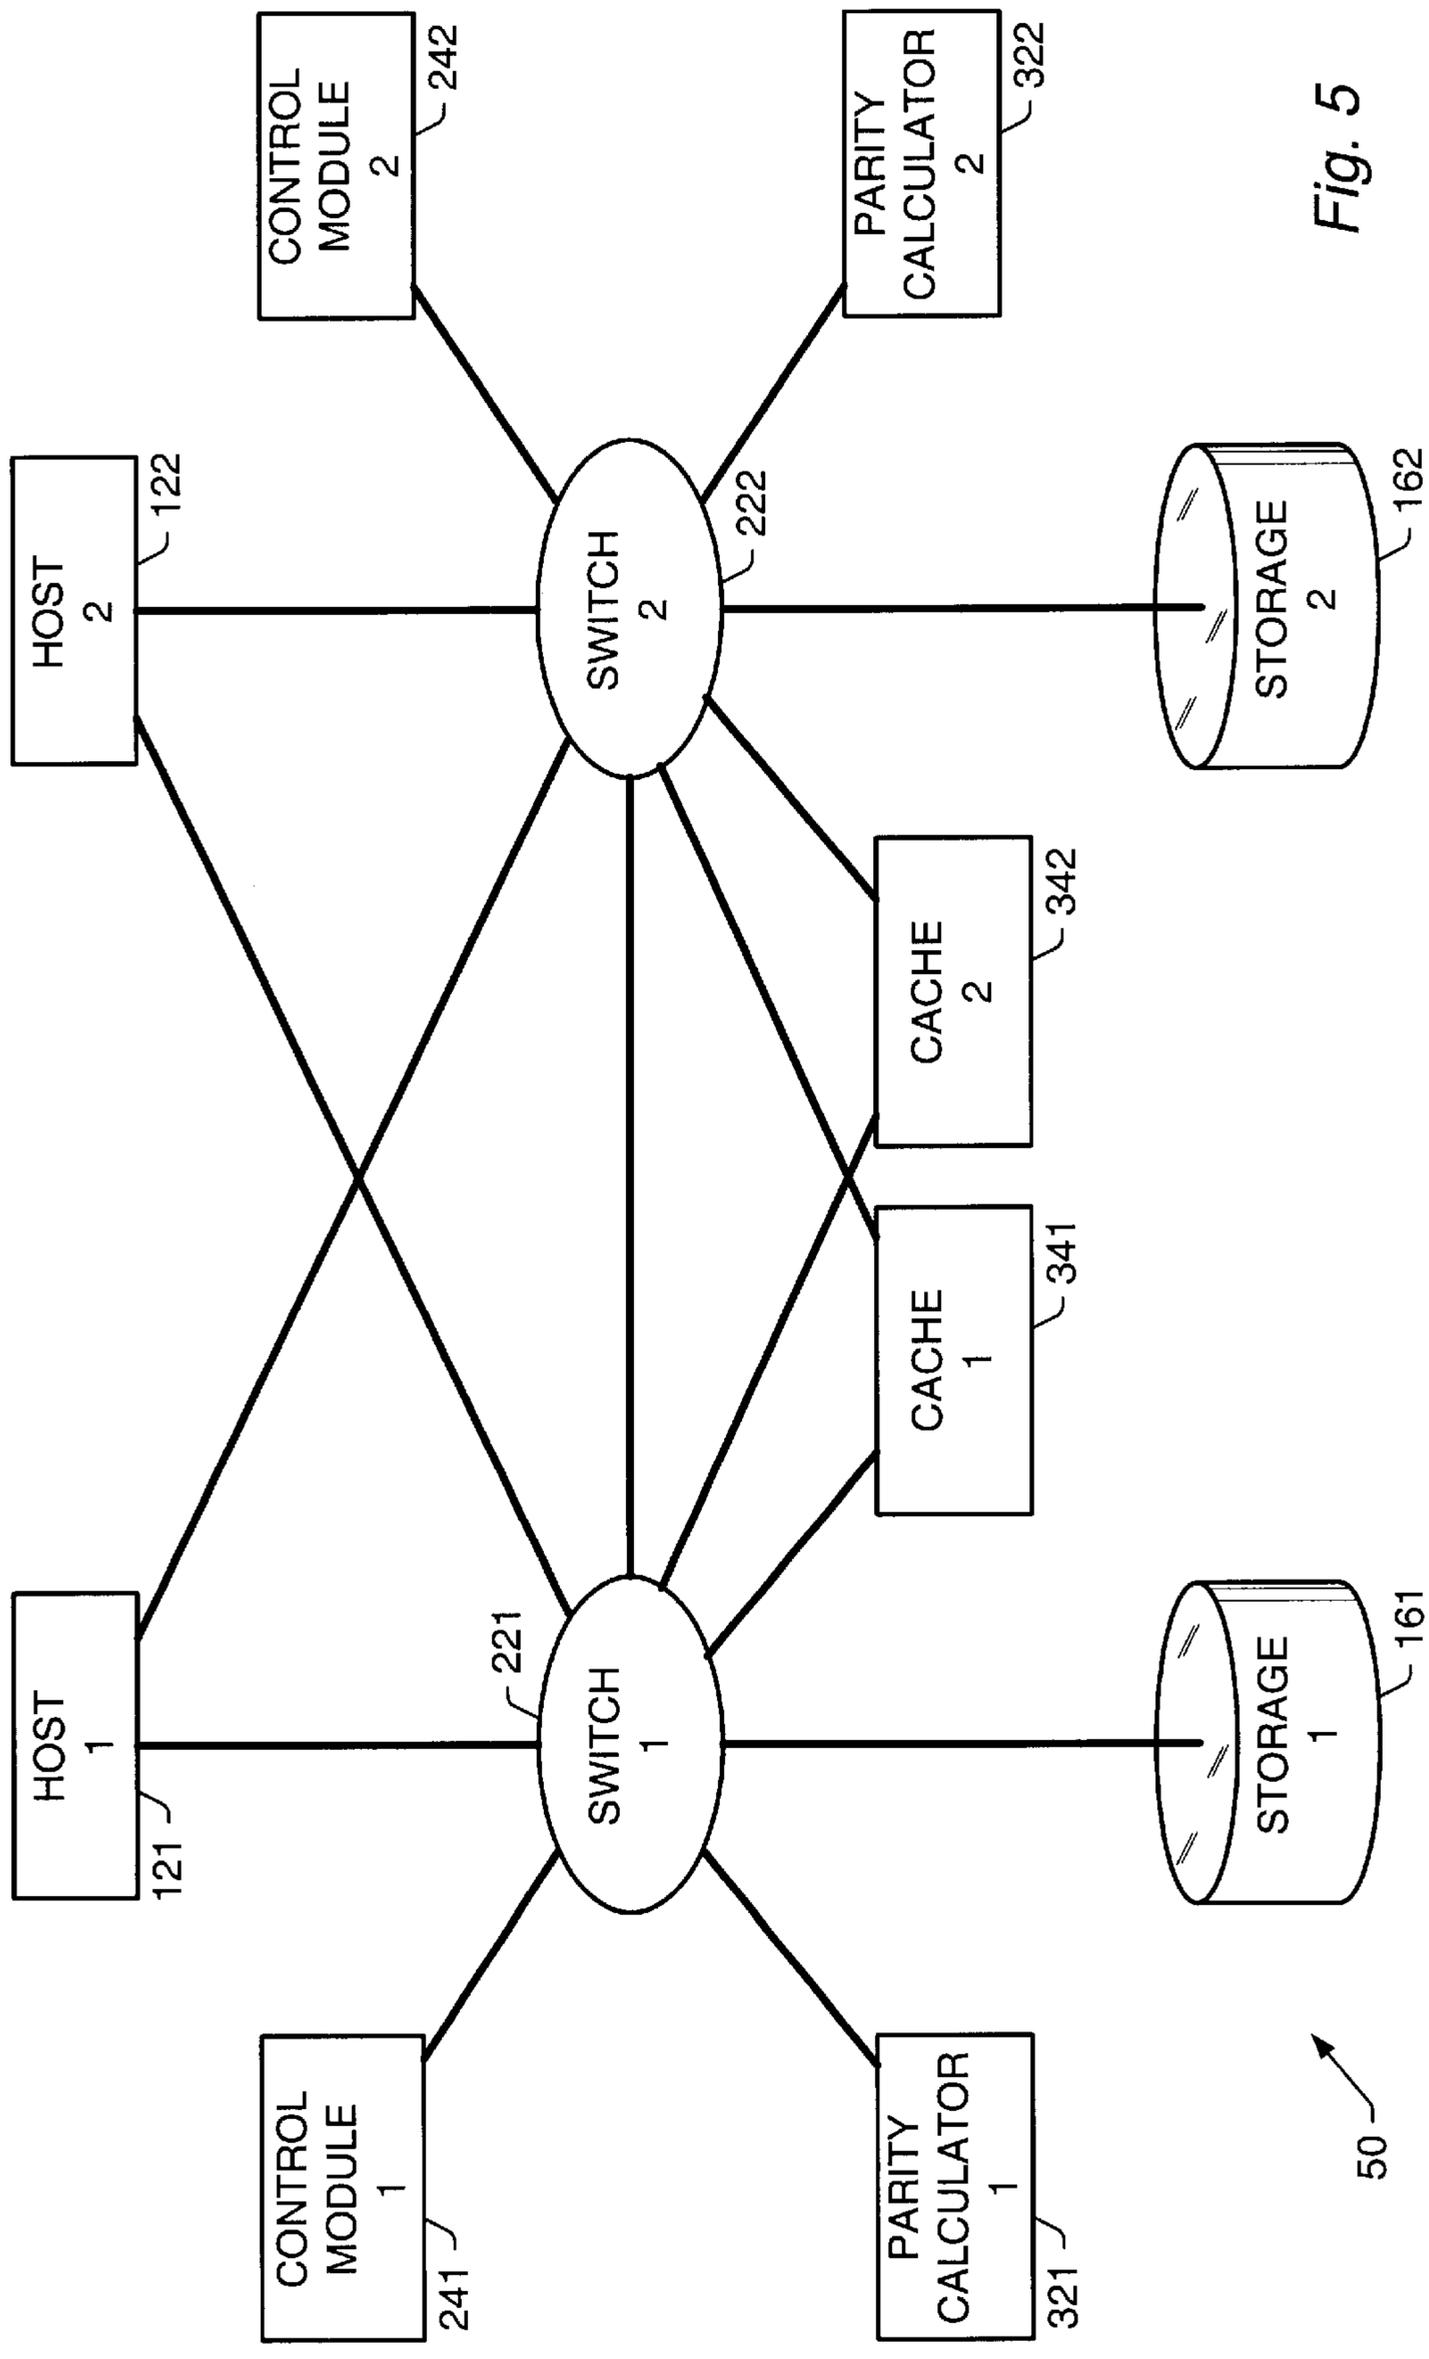 HOST
1
121
HOST
2
122
CONTROL
MODULE
1
241
CONTROL
MODULE
2
242
221
SWITCH
1
SWITCH
2
222
PARITY
CALCULATOR
1
321
CACHE
1
341
CACHE
2
342
PARITY
CALCULATOR
2
322
STORAGE
1
161
STORAGE
2
162
50
Fig. 5